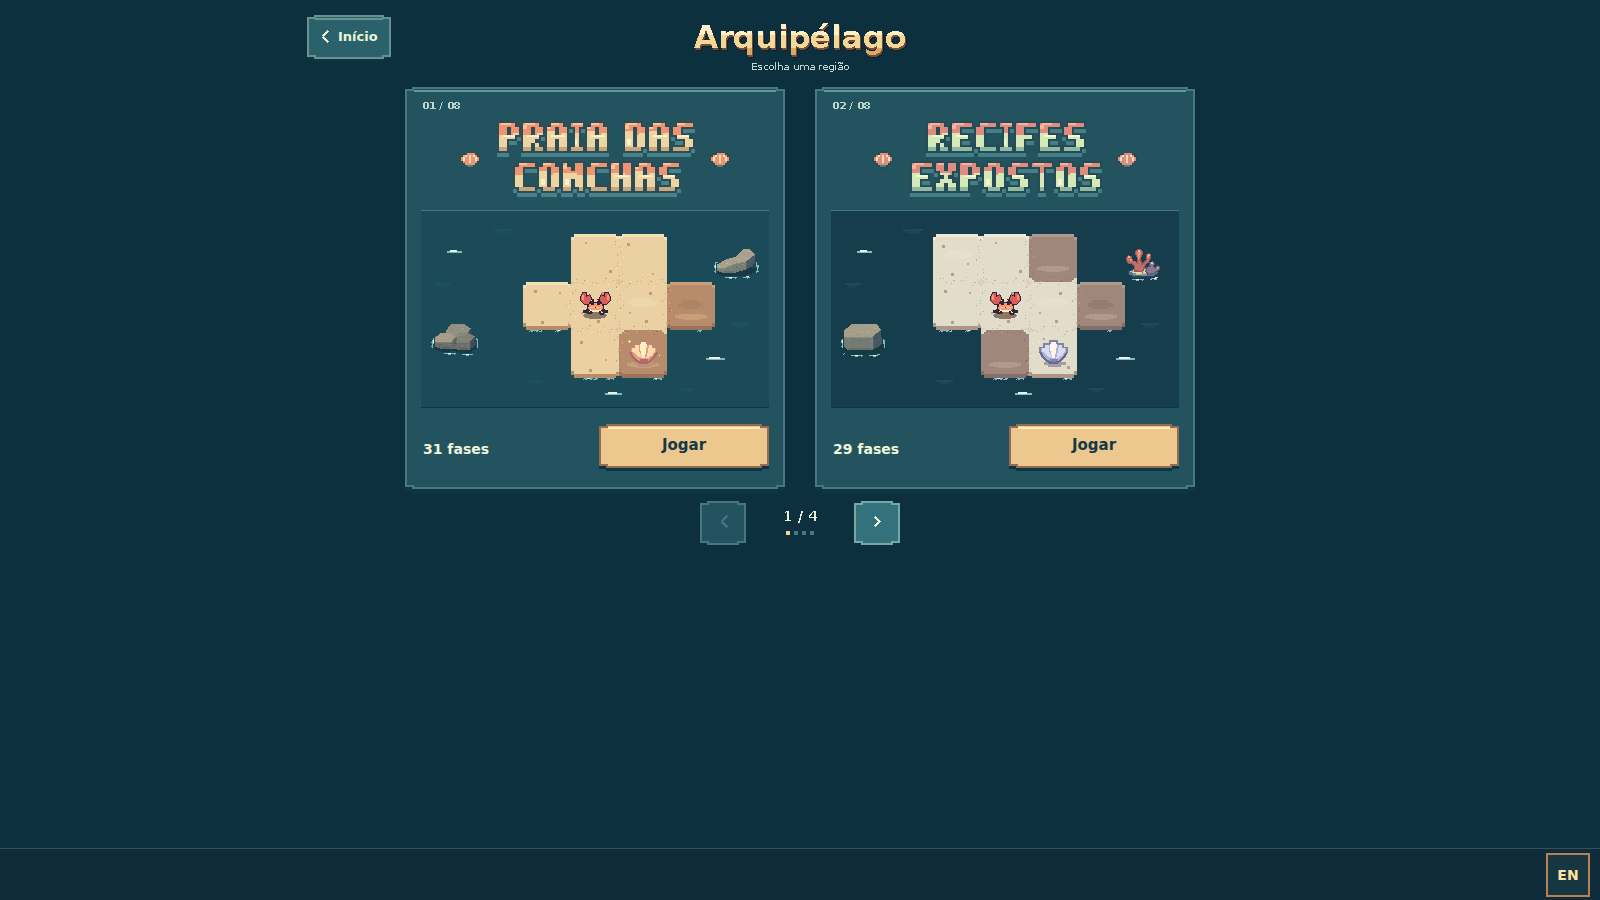 Início
Arquipélago
Escolha uma região
01 / 08
PRAIA DAS
CONCHAS
31 fases
Jogar
02 / 08
RECIFES
EXPOSTOS
29 fases
Jogar
1 / 4
EN